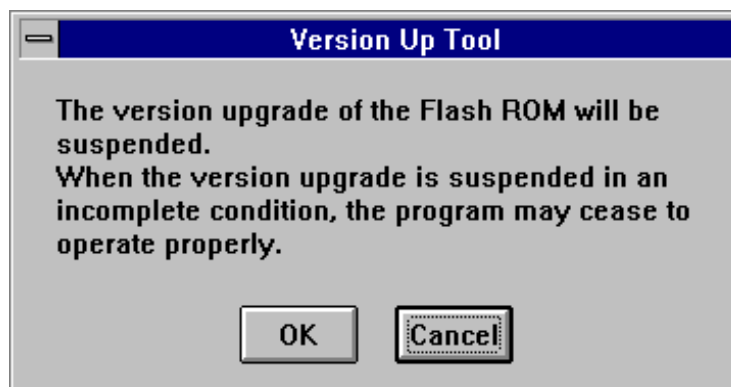 Version Up Tool
The version upgrade of the Flash ROM will be
suspended.
When the version upgrade is suspended in an
incomplete condition, the program may cease to
operate properly.
OK
Cancel